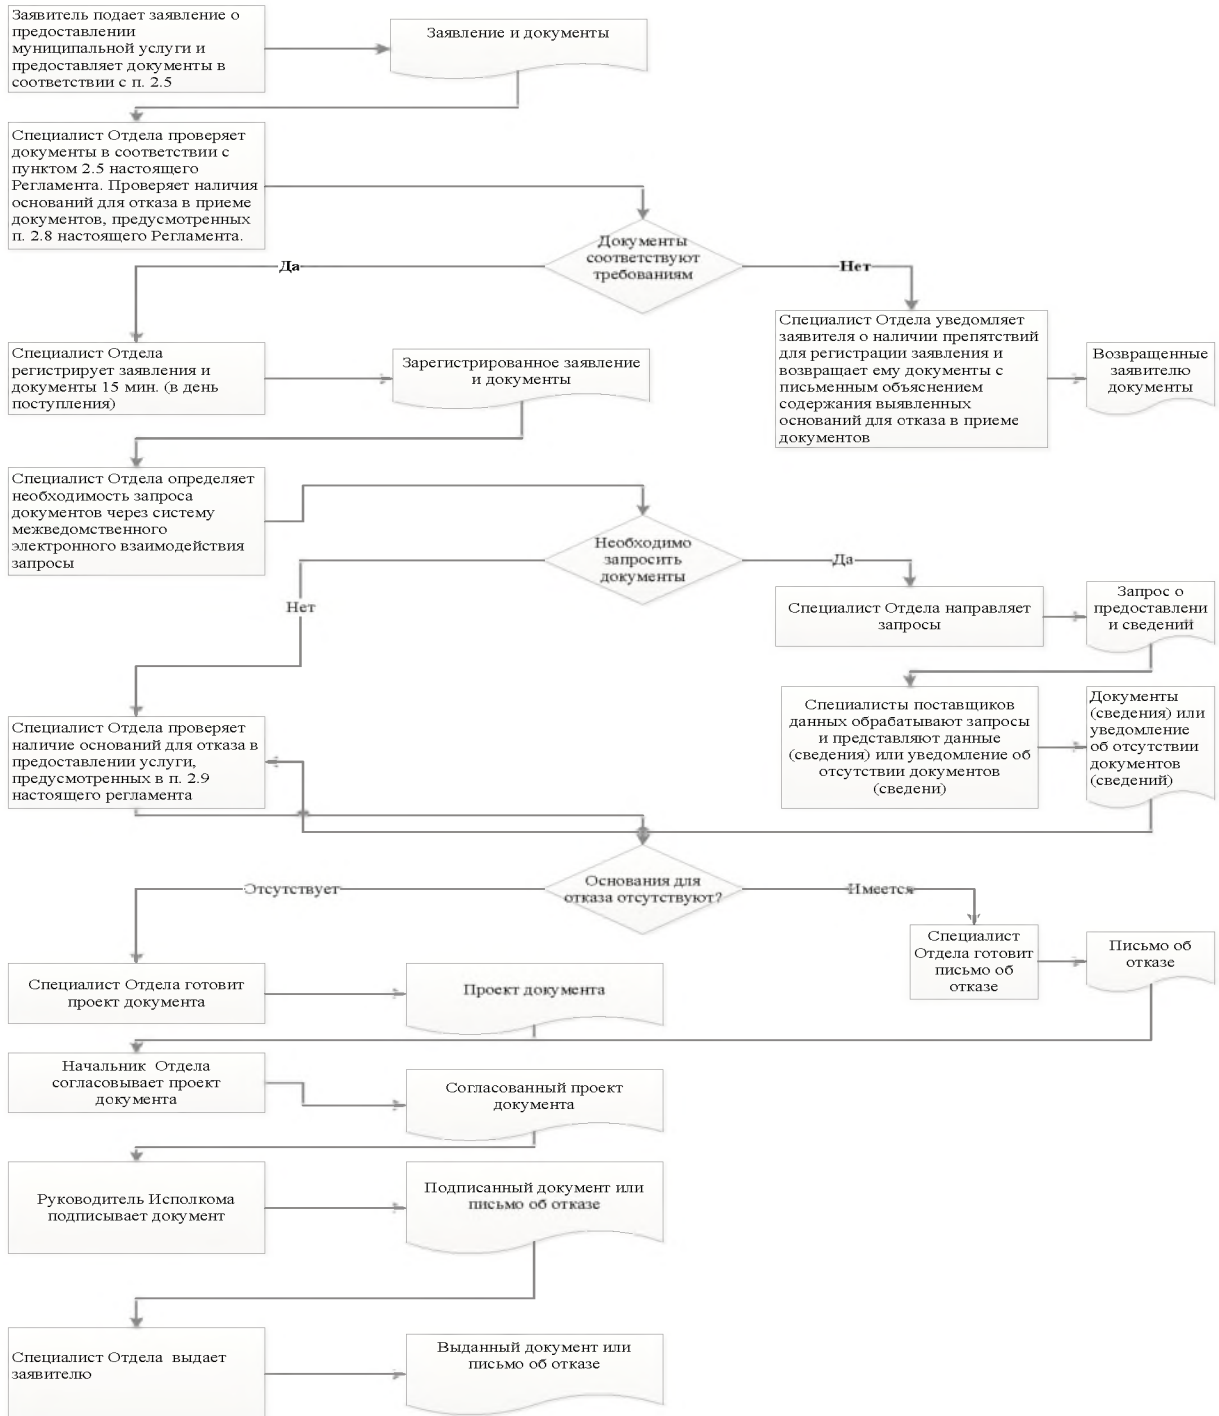 Заявитель подает заявление о
предоставлении
муниципальной услуги и
предоставляет документы в
соответствии с п. 2.5
Заявление и документы
Специалист Отдела проверяет
документы в соответствии с
пунктом 2.5 настоящего
Регламента. Проверяет наличия
оснований для отказа в приеме
документов, предусмотренных
п. 2.8 настоящего Регламента.
Документы
соответствуют
требованиям
Да
Нет
Специалист Отдела
регистрирует заявления и
документы 15 мин. (в день
поступления)
Зарегистрированное заявление
и документы
Специалист Отдела уведомляет
заявителя о наличии препятствий
для регистрации заявления и
возвращает ему документы с
письменным объяснением
содержания выявленных
оснований для отказа в приеме
документов
Возвращенные
заявителю
документы
Специалист Отдела определяет
необходимость запроса
документов через систему
межведомственного
электронного взаимодействия
запросы
Необходимо
запросить
документы
Да
Нет
Специалист Отдела направляет
запросы
Запрос о
предоставлени
и сведений
Специалисты поставщиков
данных обрабатывают запросы
и представляют данные
(сведения) или уведомление об
отсутствии документов
(сведени)
Документы
(сведения) или
уведомление
об отсутствии
документов
(сведений)
Специалист Отдела проверяет
наличие оснований для отказа в
предоставлении услуги,
предусмотренных в п. 2.9
настоящего регламента
Основания для
отказа отсутствуют?
Отсутствует
Имеется
Специалист
Отдела готовит
письмо об
отказе
Письмо об
отказе
Специалист Отдела готовит
проект документа
Проект документа
Начальник Отдела
согласовывает проект
документа
Согласованный проект
документа
Руководитель Исполкома
подписывает документ
Подписанный документ или
письмо об отказе
Специалист Отдела выдает
заявителю
Выданный документ или
письмо об отказе